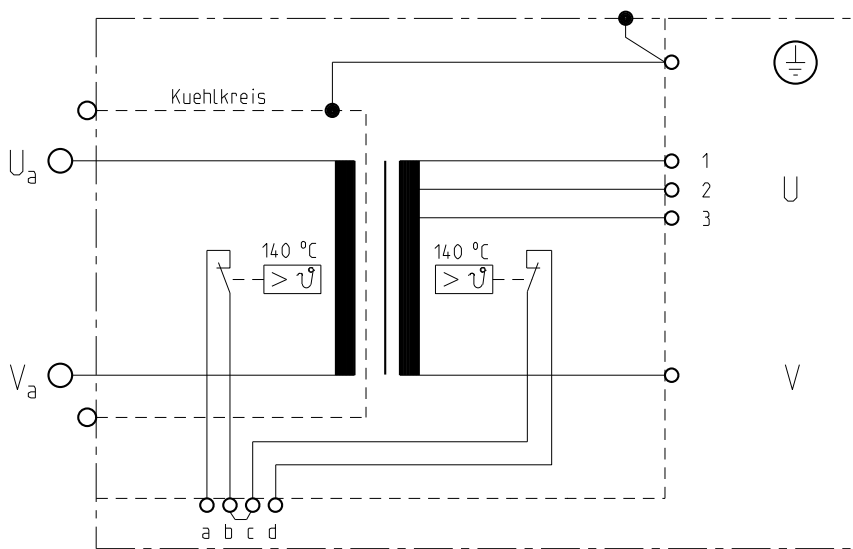 Kuehlkreis
Ua
1
2
3
U
140 °C
> ϑ
140 °C
> ϑ
Va
V
a b c d